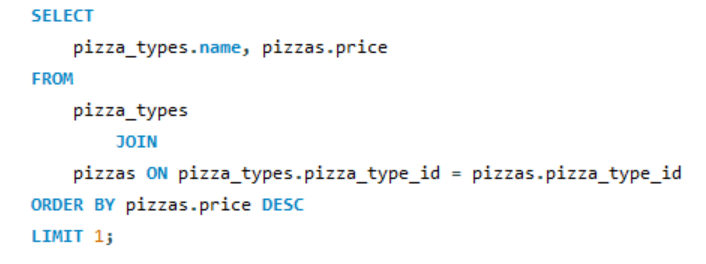 SELECT
pizza_types.name, pizzas.price
FROM
pizza_types
JOIN
pizzas ON pizza_types.pizza_type_id = pizzas.pizza_type_id
ORDER BY pizzas.price DESC
LIMIT 1;